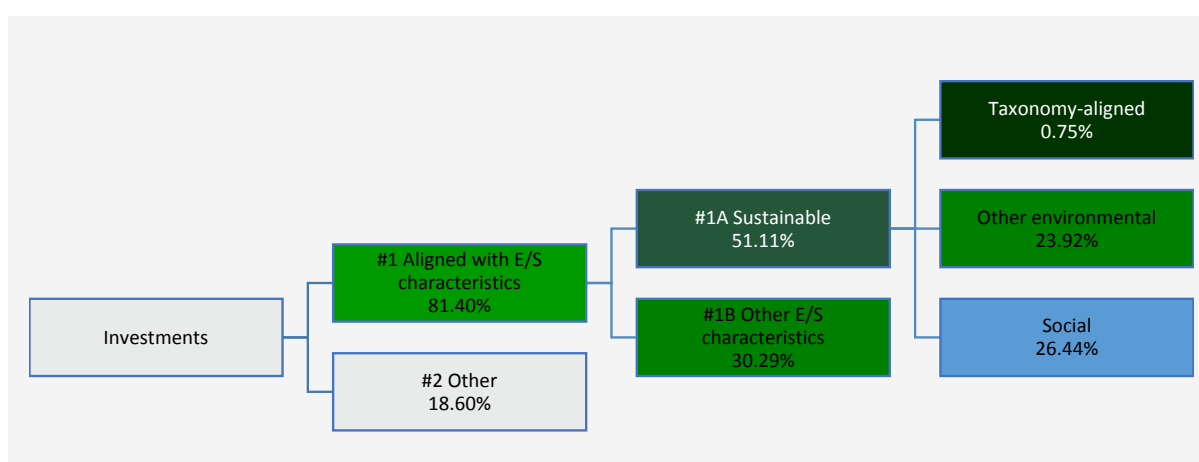 Investments
#1 Aligned with E/S
characteristics
81.40%
#2 Other
18.60%
#1A Sustainable
51.11%
#1B Other E/S
characteristics
30.29%
Taxonomy-aligned
0.75%
Other environmental
23.92%
Social
26.44%